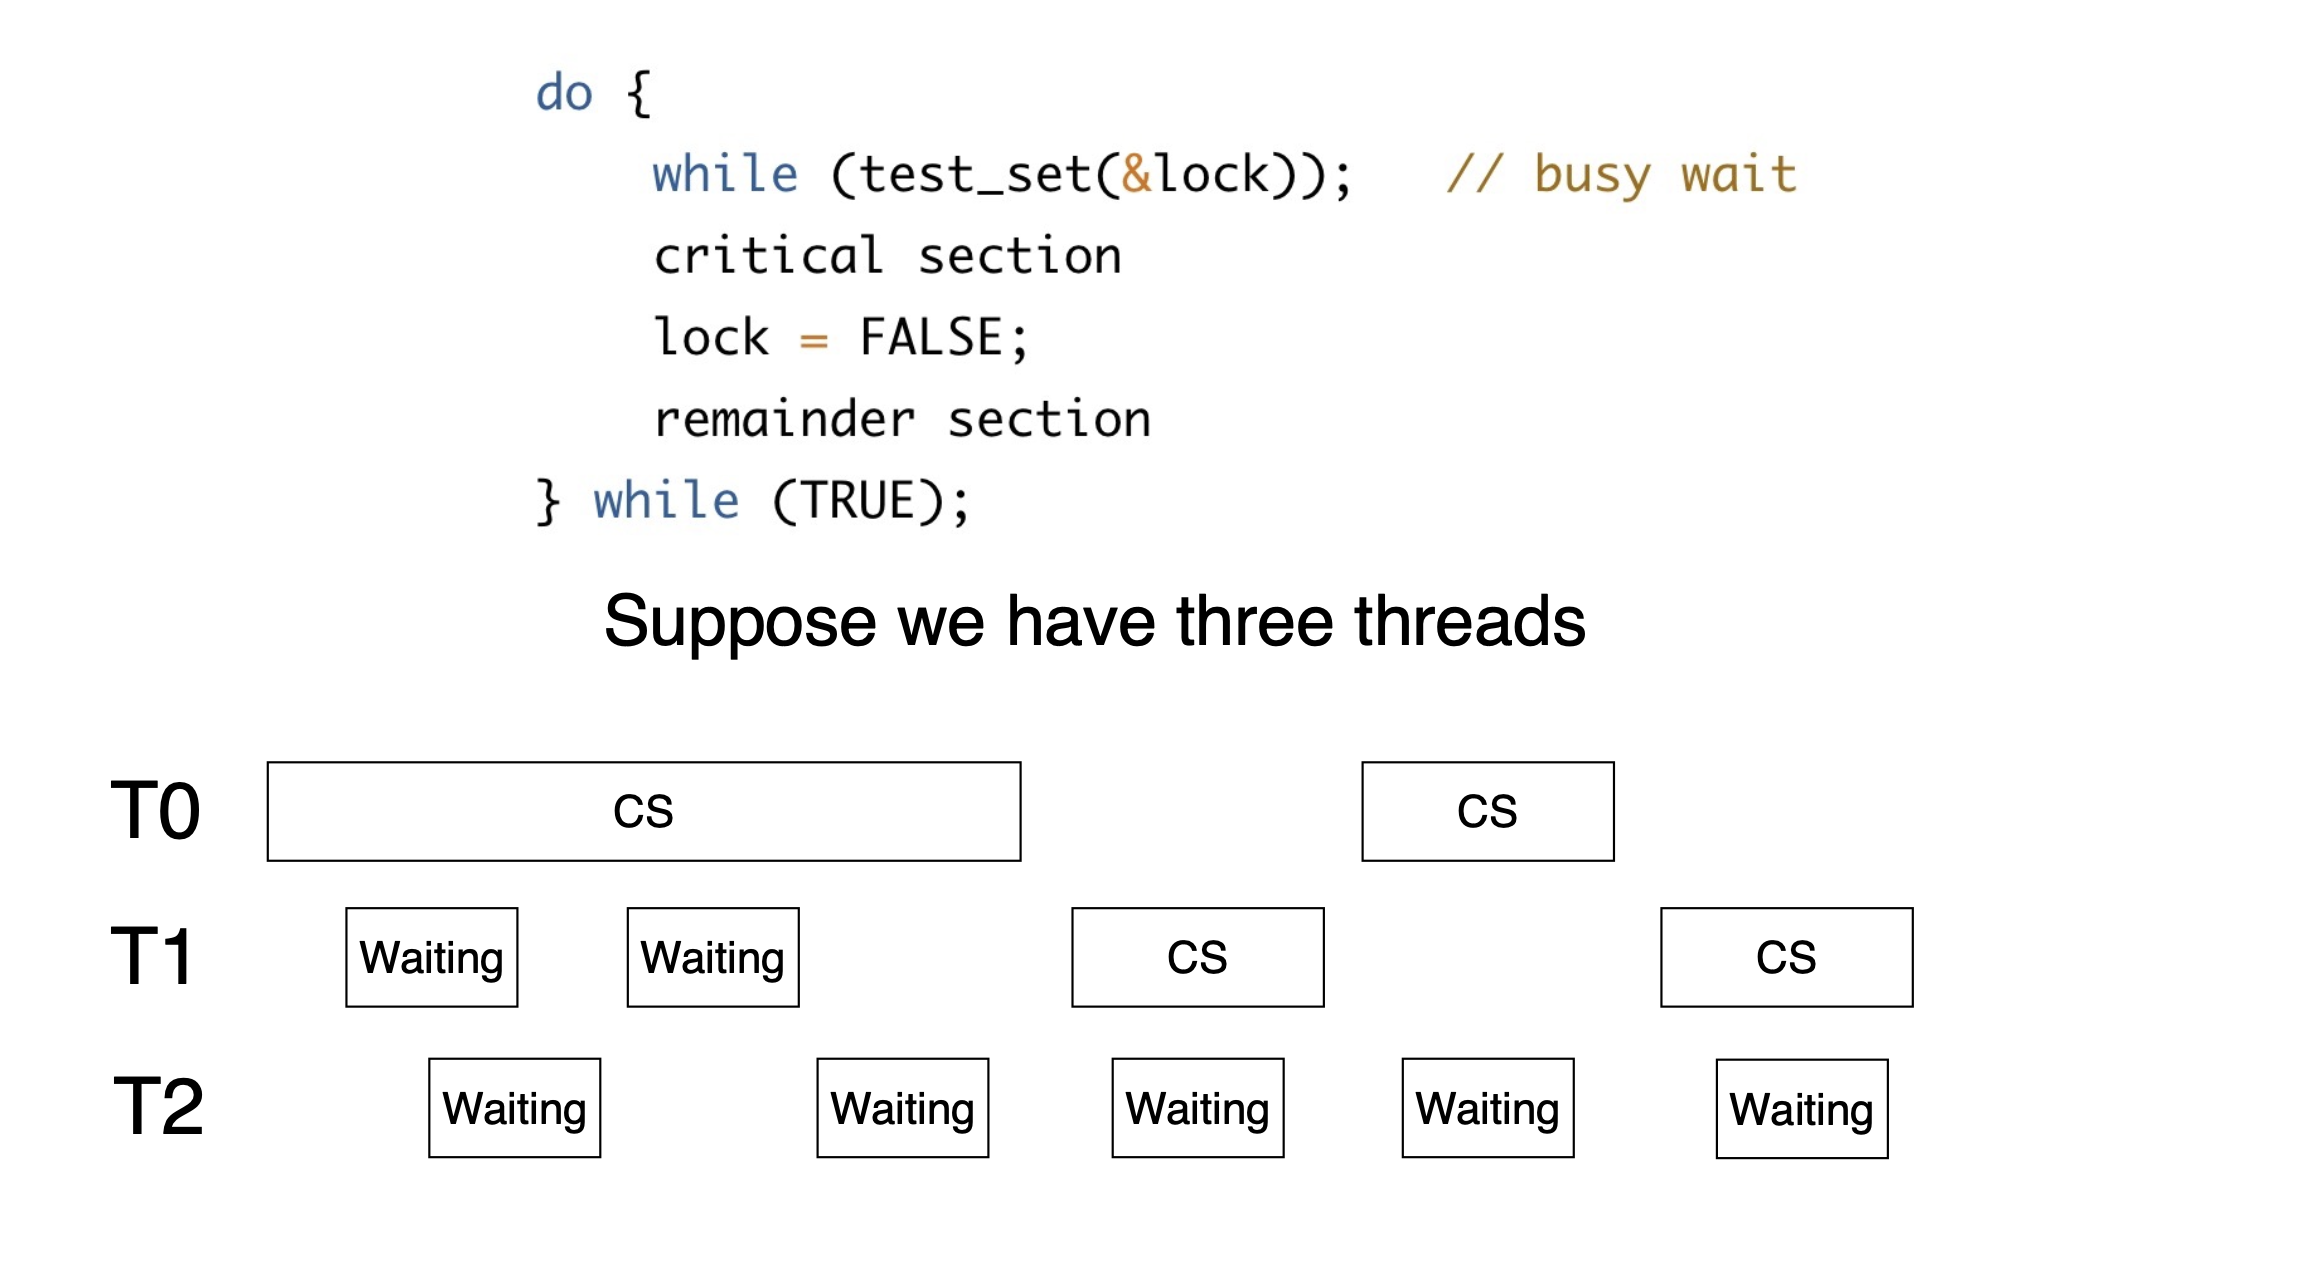 do {
while (test_set(&lock));   // busy wait
critical section
lock = FALSE;
remainder section
} while (TRUE);
Suppose we have three threads
T0 CS CS
T1 Waiting Waiting CS CS
T2 Waiting Waiting Waiting Waiting Waiting